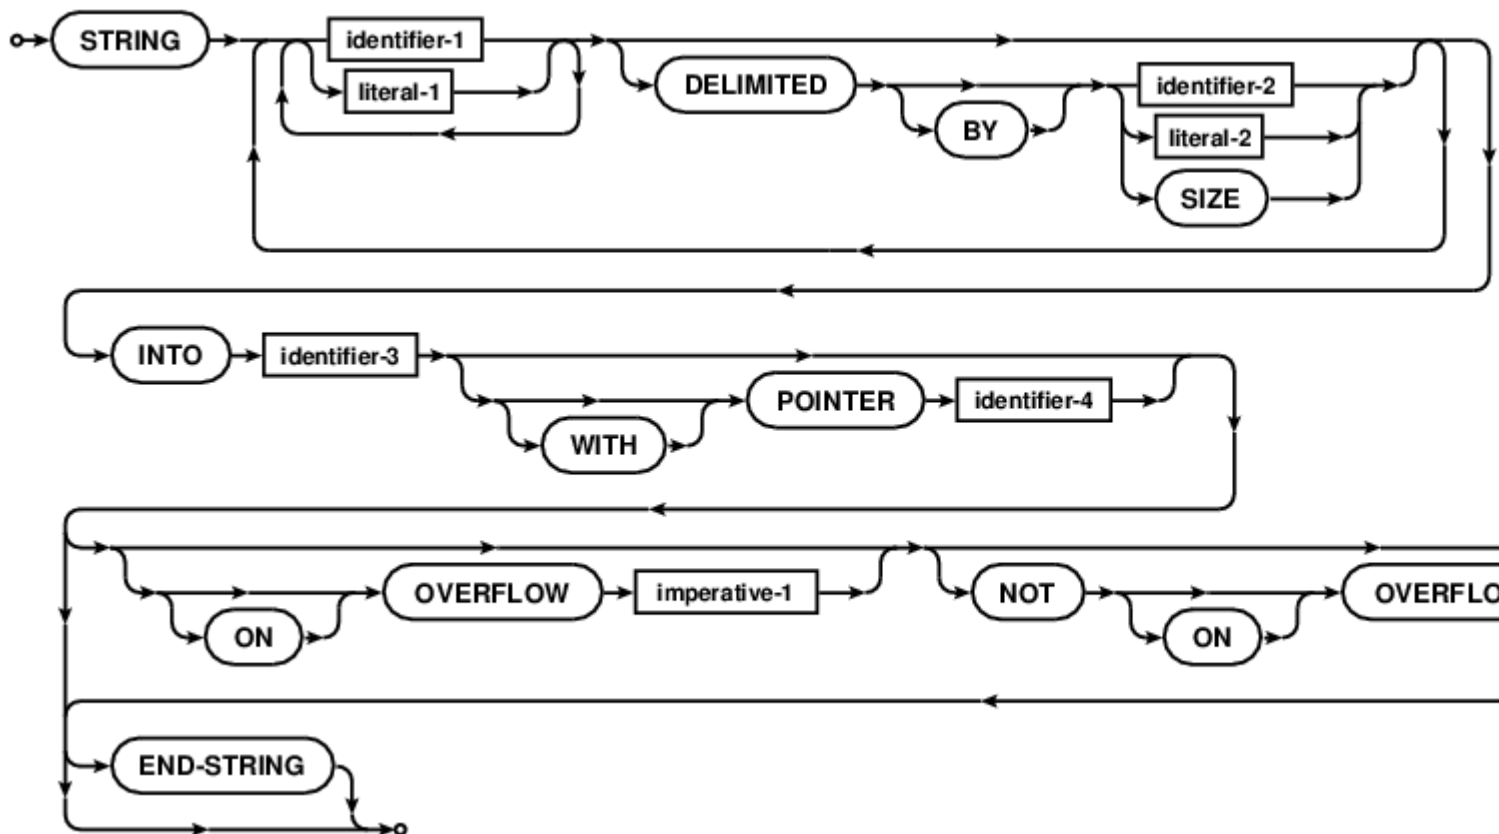 STRING identifier-1
literal-1 DELIMITED BY identifier-2
literal-2
SIZE
INTO identifier-3
WITH POINTER identifier-4
ON OVERFLOW imperative-1 NOT ON OVERFLO
END-STRING